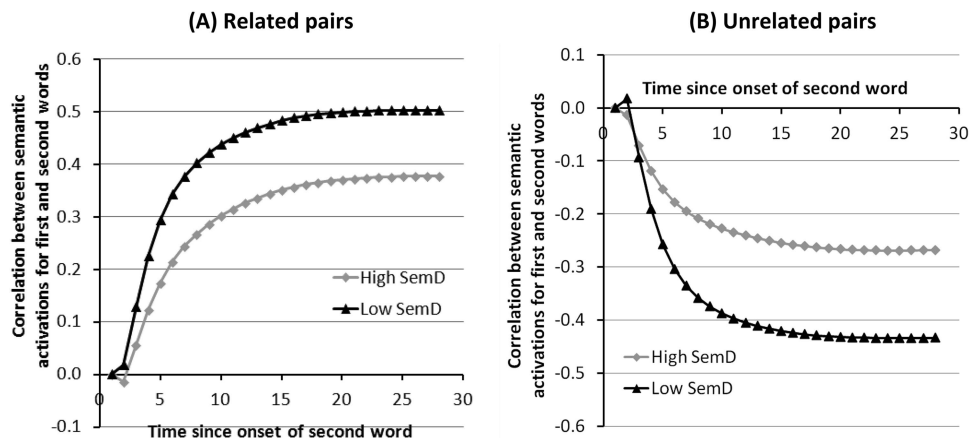 (A) Related pairs
Correlation between semantic
activations for first and second words
0.6
0.5
0.4
0.3
0.2
0.1
0.0
-0.1
0
5
10
15
20
25
30
High SemD
Low SemD
Time since onset of second word
(B) Unrelated pairs
Correlation between semantic
activations for first and second words
0.1
0.0
-0.1
-0.2
-0.3
-0.4
-0.5
-0.6
Time since onset of second word
0
5
10
15
20
25
30
High SemD
Low SemD